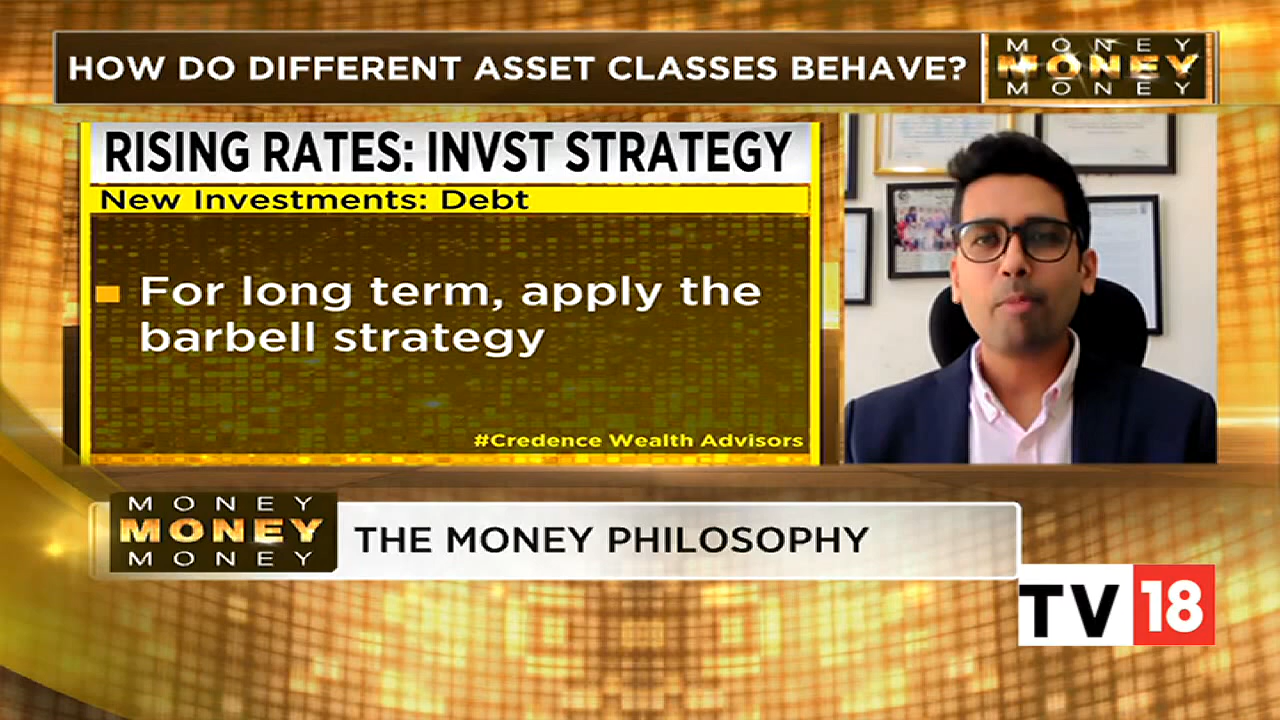 HOW DO DIFFERENT ASSET CLASSES BEHAVE?
MONEY
MONEY
MONEY
RISING RATES: INVST STRATEGY
New Investments: Debt
For long term, apply the
barbell strategy
#Credence Wealth Advisors
MONEY
MONEY
MONEY
THE MONEY PHILOSOPHY
TV18